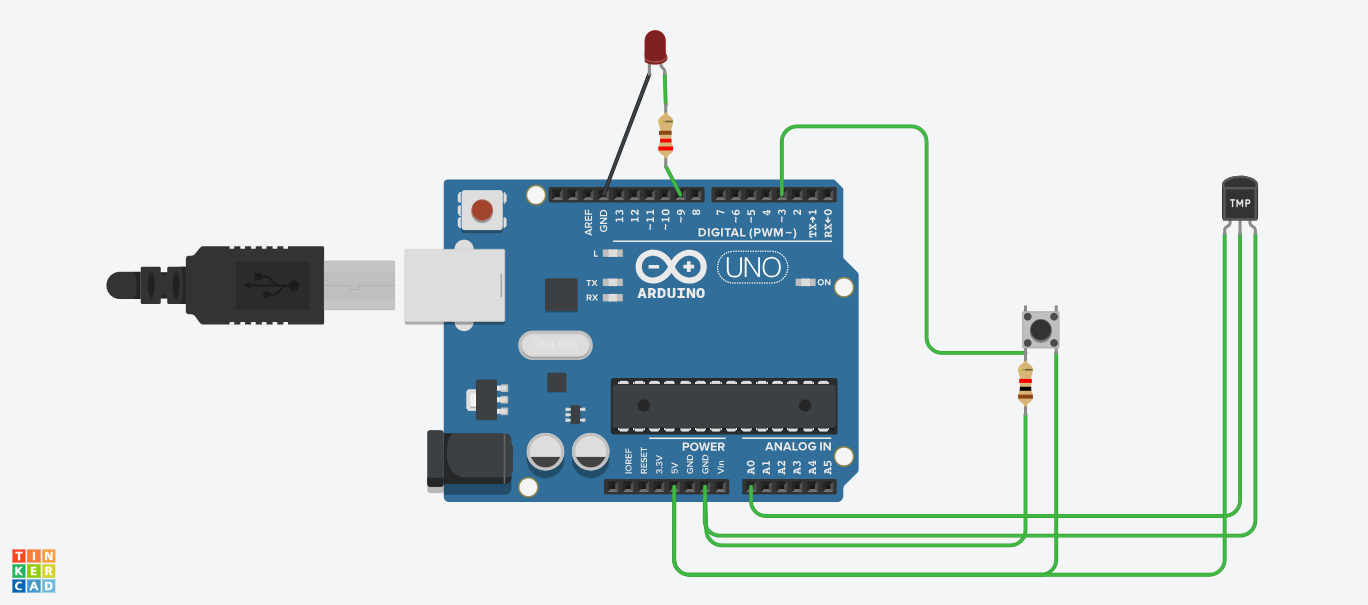 TMP
AREF
GND
13
12
~11
~10
~9
8
7
~6
~5
4
~3
2
TX→1
RX←0
DIGITAL (PWM~)
L
TX
RX
UNO
ARDUINO
ON
POWER
ANALOG IN
IOREF
RESET
3.3V
5V
GND
GND
Vin
A0
A1
A2
A3
A4
A5
TIN
KER
CAD